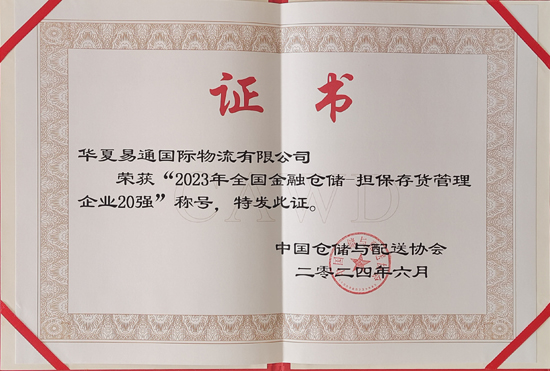 证 书
华夏易通国际物流有限公司
荣获“2023年全国金融仓储-担保存货管理
企业20强”称号，特发此证。
CAWD
中国仓储与配送协会
二零二四年六月